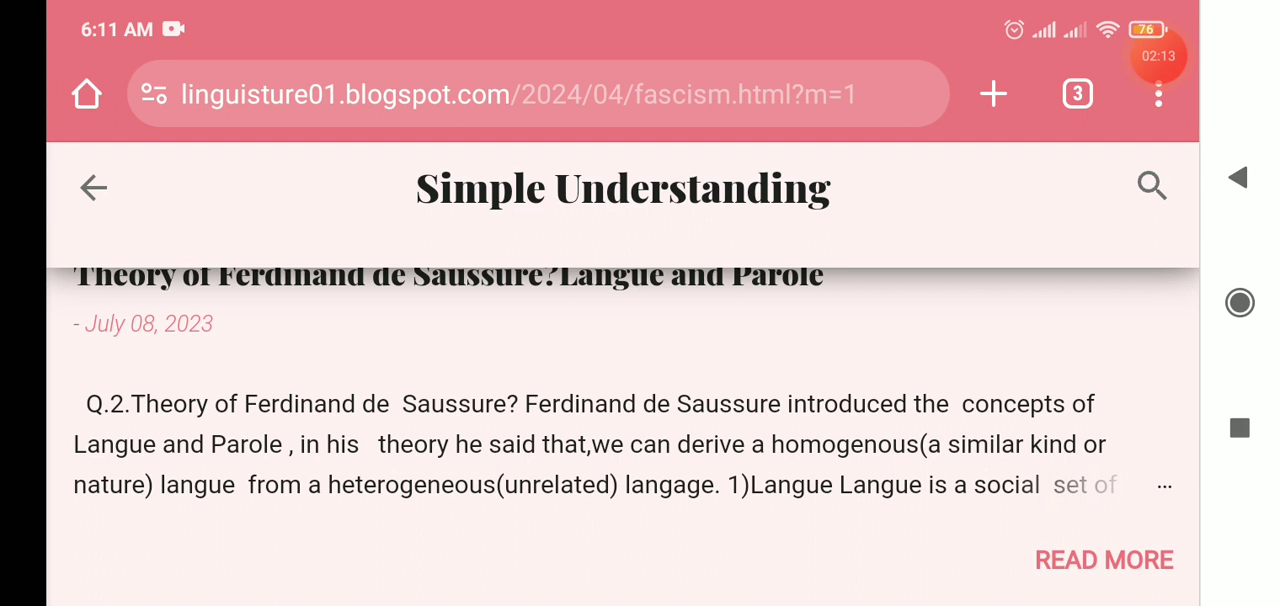 6:11 AM
76
02:13
linguisture01.blogspot.com/2024/04/fascism.html?m=1
3
Simple Understanding
Theory of Ferdinand de Saussure?Langue and Parole
- July 08, 2023
Q.2.Theory of Ferdinand de Saussure? Ferdinand de Saussure introduced the concepts of
Langue and Parole , in his theory he said that,we can derive a homogenous(a similar kind or
nature) langue from a heterogeneous(unrelated) langage. 1)Langue Langue is a social set of ...
READ MORE